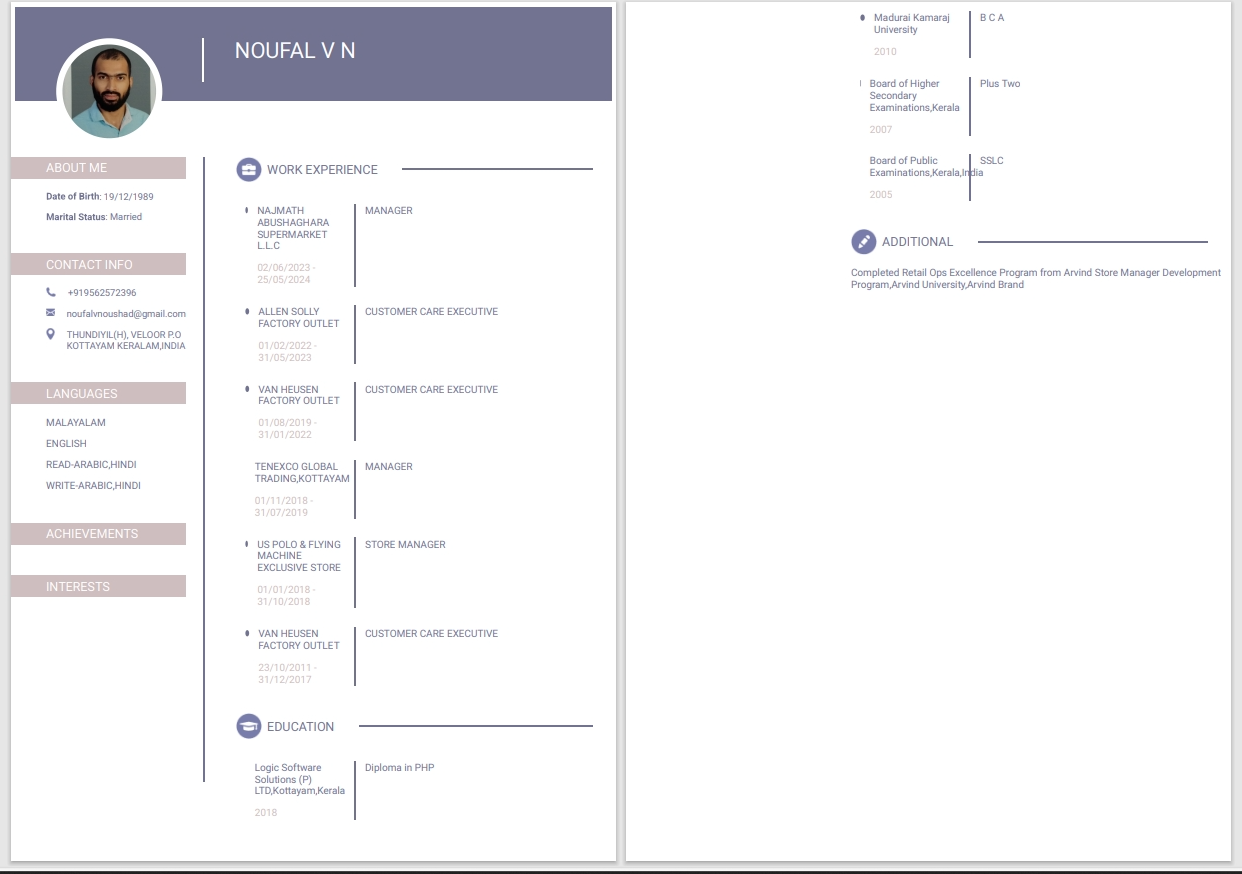 NOUFAL V N
ABOUT ME
Date of Birth: 19/12/1989
Marital Status: Married
CONTACT INFO
+919562572396
noufalvnoushad@gmail.com
THUNDIYIL(H), VELOOR P.O
KOTTAYAM KERALAM,INDIA
LANGUAGES
MALAYALAM
ENGLISH
READ-ARABIC,HINDI
WRITE-ARABIC,HINDI
ACHIEVEMENTS
INTERESTS
WORK EXPERIENCE
NAJMATH
ABUSHAGHARA
SUPERMARKET
L.L.C
02/06/2023 -
25/05/2024
MANAGER
ALLEN SOLLY
FACTORY OUTLET
01/02/2022 -
31/05/2023
CUSTOMER CARE EXECUTIVE
VAN HEUSEN
FACTORY OUTLET
01/08/2019 -
31/01/2022
CUSTOMER CARE EXECUTIVE
TENEXCO GLOBAL
TRADING,KOTTAYAM
01/11/2018 -
31/07/2019
MANAGER
US POLO & FLYING
MACHINE
EXCLUSIVE STORE
01/01/2018 -
31/10/2018
STORE MANAGER
VAN HEUSEN
FACTORY OUTLET
23/10/2011 -
31/12/2017
CUSTOMER CARE EXECUTIVE
EDUCATION
Logic Software
Solutions (P)
LTD,Kottayam,Kerala
2018
Diploma in PHP
Madurai Kamaraj
University
2010
B C A
Board of Higher
Secondary
Examinations,Kerala
2007
Plus Two
Board of Public
Examinations,Kerala,India
2005
SSLC
ADDITIONAL
Completed Retail Ops Excellence Program from Arvind Store Manager Development
Program,Arvind University,Arvind Brand